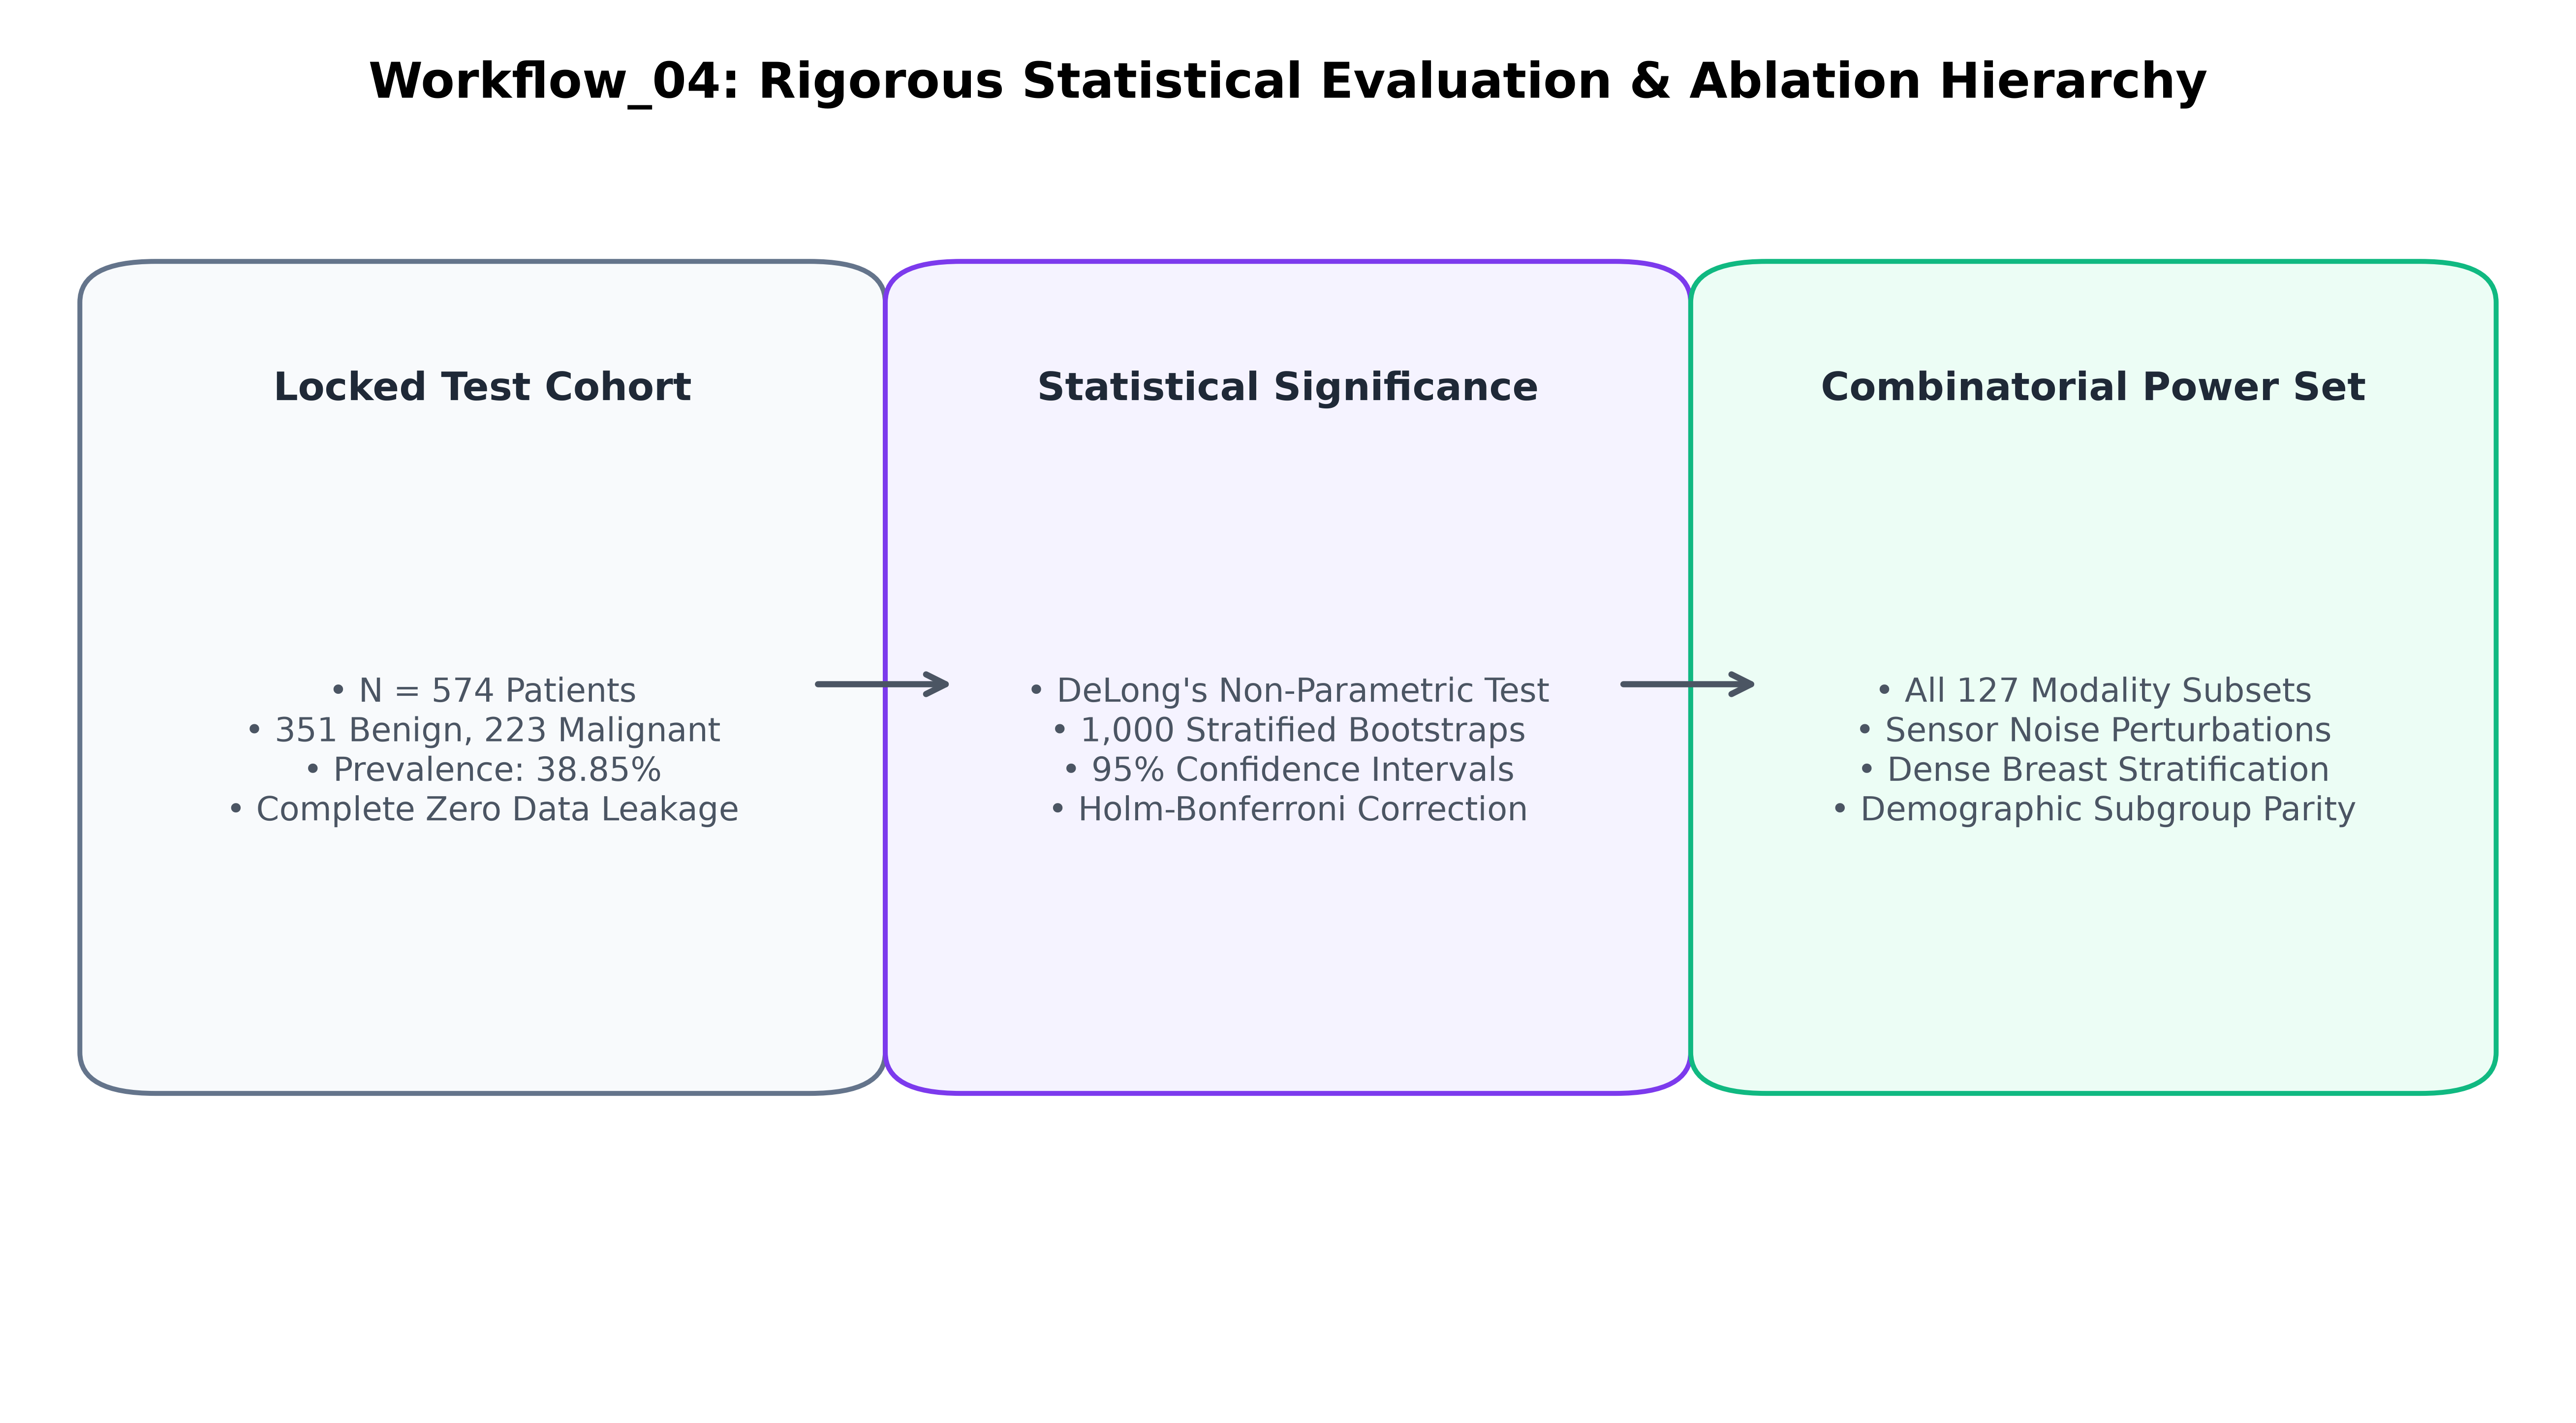 Workflow_04: Rigorous Statistical Evaluation & Ablation Hierarchy
Locked Test Cohort
• N = 574 Patients
• 351 Benign, 223 Malignant
• Prevalence: 38.85%
• Complete Zero Data Leakage
Statistical Significance
• DeLong's Non-Parametric Test
• 1,000 Stratified Bootstraps
• 95% Confidence Intervals
• Holm-Bonferroni Correction
Combinatorial Power Set
• All 127 Modality Subsets
• Sensor Noise Perturbations
• Dense Breast Stratification
• Demographic Subgroup Parity